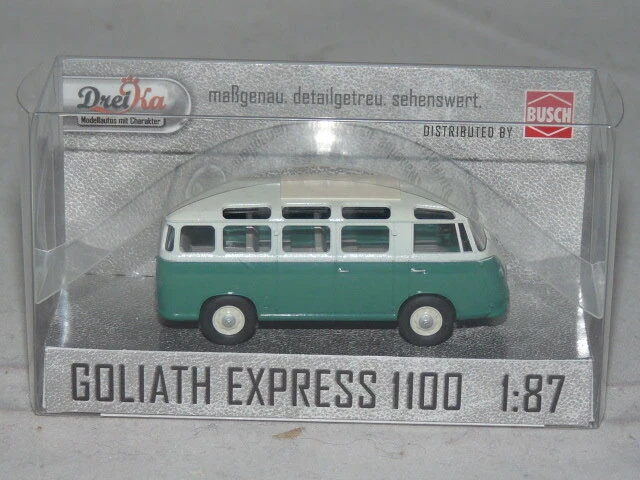 DreiKa
Modellautos mit Charakter
maßgenau. detailgetreu. sehenswert.
DISTRIBUTED BY
BUSCH
GOLIATH EXPRESS 1100 1:87